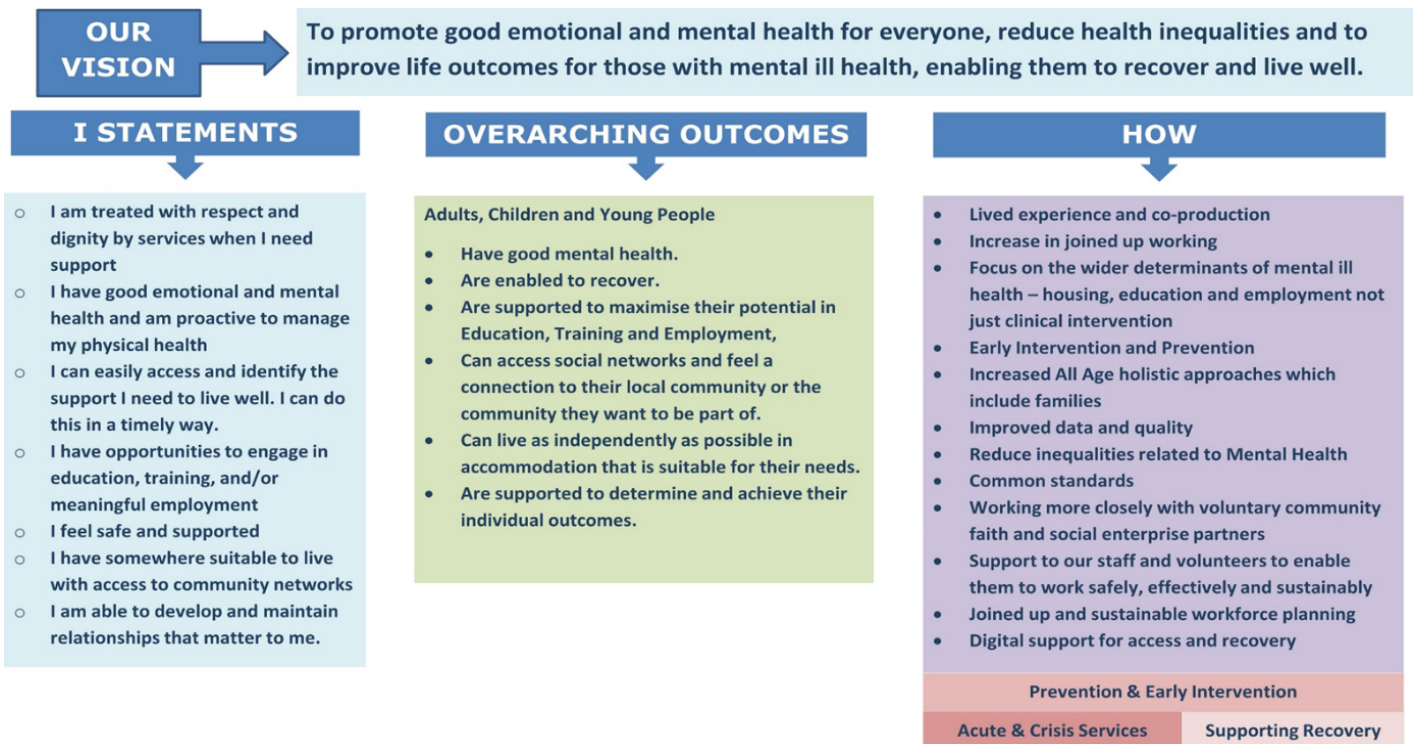 OUR
VISION
To promote good emotional and mental health for everyone, reduce health inequalities and to
improve life outcomes for those with mental ill health, enabling them to recover and live well.
I STATEMENTS
o I am treated with respect and
dignity by services when I need
support
o I have good emotional and mental
health and am proactive to manage
my physical health
o I can easily access and identify the
support I need to live well. I can do
this in a timely way.
o I have opportunities to engage in
education, training, and/or
meaningful employment
o I feel safe and supported
o I have somewhere suitable to live
with access to community networks
o I am able to develop and maintain
relationships that matter to me.
OVERARCHING OUTCOMES
Adults, Children and Young People
• Have good mental health.
• Are enabled to recover.
• Are supported to maximise their potential in
Education, Training and Employment,
• Can access social networks and feel a
connection to their local community or the
community they want to be part of.
• Can live as independently as possible in
accommodation that is suitable for their needs.
• Are supported to determine and achieve their
individual outcomes.
HOW
• Lived experience and co-production
• Increase in joined up working
• Focus on the wider determinants of mental ill
health – housing, education and employment not
just clinical intervention
• Early Intervention and Prevention
• Increased All Age holistic approaches which
include families
• Improved data and quality
• Reduce inequalities related to Mental Health
• Common standards
• Working more closely with voluntary community
faith and social enterprise partners
• Support to our staff and volunteers to enable
them to work safely, effectively and sustainably
• Joined up and sustainable workforce planning
• Digital support for access and recovery
Prevention & Early Intervention
Acute & Crisis Services
Supporting Recovery